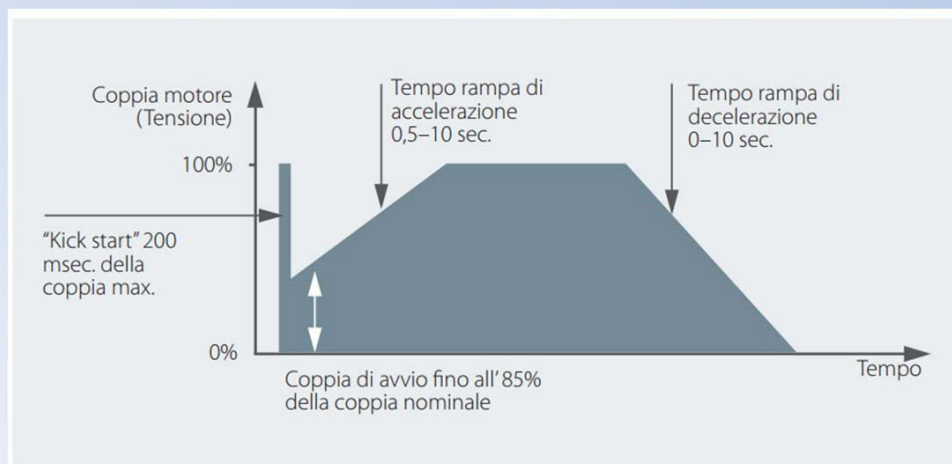 Coppia motore
(Tensione)
Tempo rampa di
accelerazione
0,5–10 sec.
Tempo rampa di
decelerazione
0–10 sec.
100%
“Kick start” 200
msec. della
coppia max.
0%
Tempo
Coppia di avvio fino all’85%
della coppia nominale